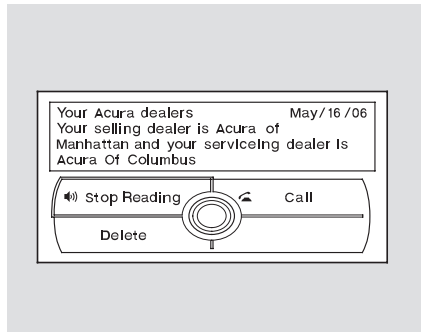 Your Acura dealers May/16/06
Your selling dealer is Acura of
Manhattan and your serviceing dealer is
Acura Of Columbus
Stop Reading Call
Delete